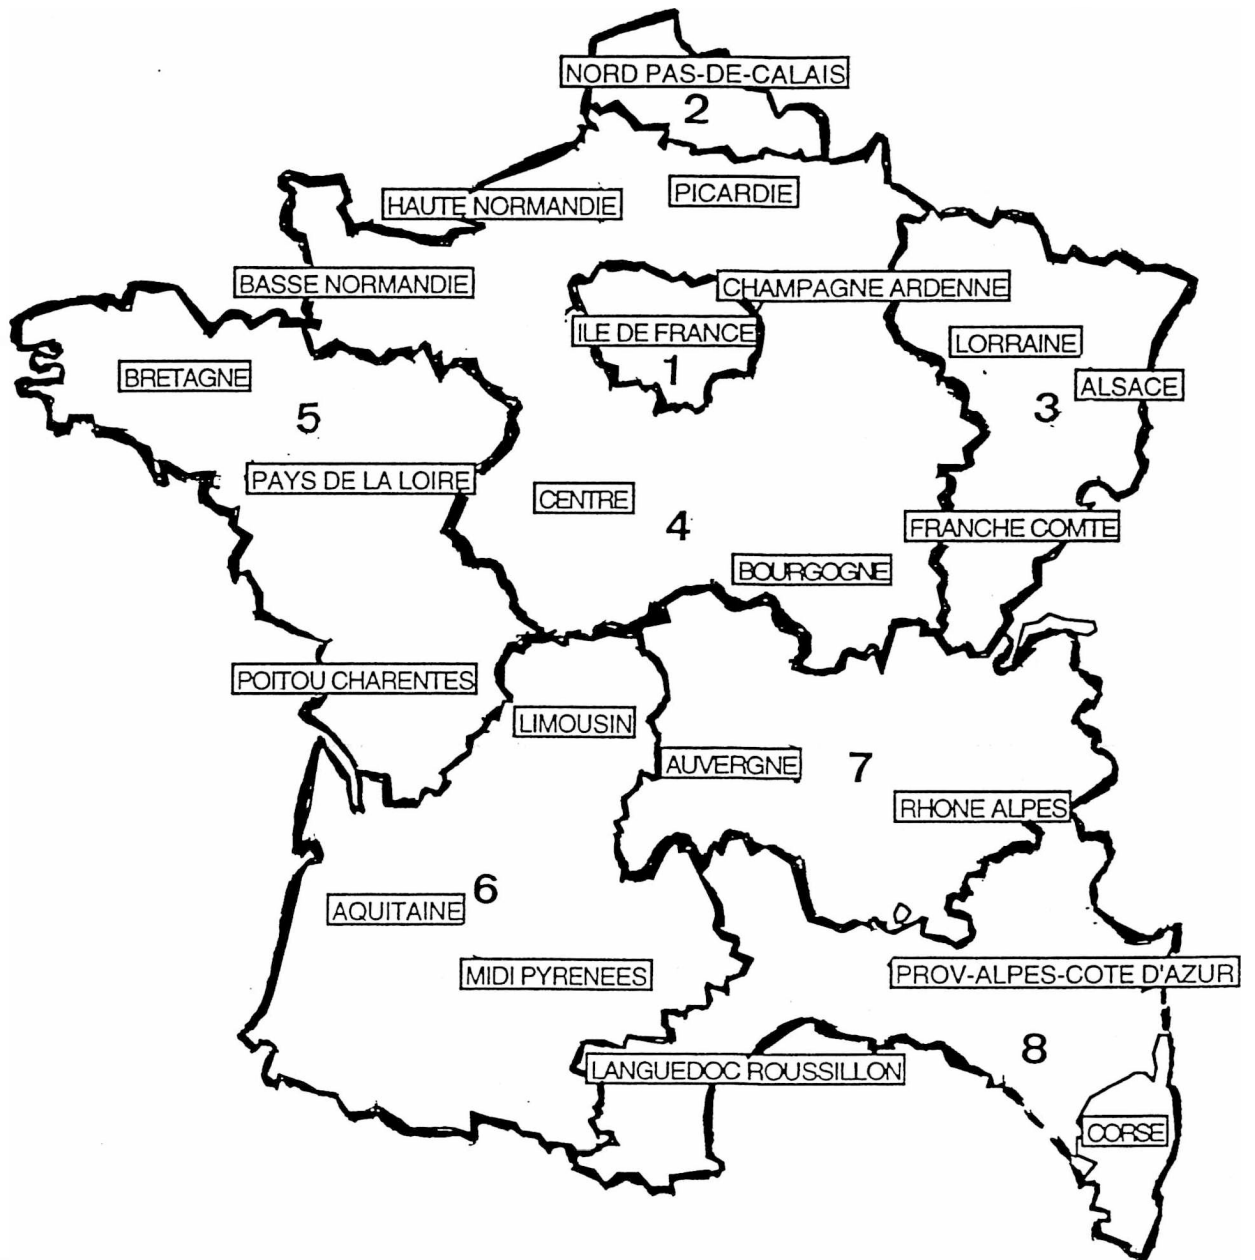 NORD PAS-DE-CALAIS
2
PICARDIE
HAUTE NORMANDIE
BASSE NORMANDIE
CHAMPAGNE ARDENNE
ILE DE FRANCE
1
LORRAINE
BRETAGNE
ALSACE
3
5
PAYS DE LA LOIRE
CENTRE
4
FRANCHE COMTE
BOURGOGNE
POITOU CHARENTES
LIMOUSIN
AUVERGNE
7
RHONE ALPES
6
AQUITAINE
MIDI PYRENEES
PROV-ALPES-COTE D'AZUR
8
LANGUEDOC ROUSSILLON
CORSE